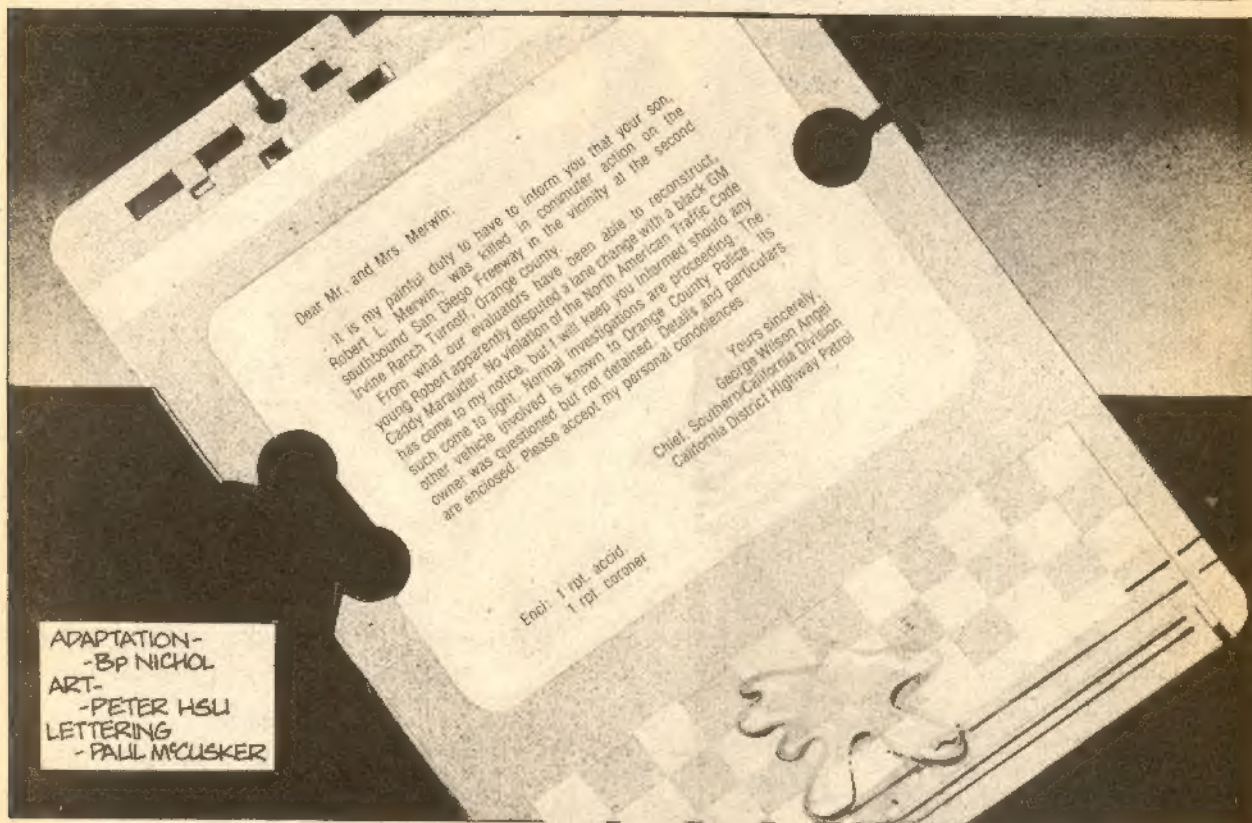 Dear Mr. and Mrs. Merwin:
It is my painful duty to have to inform you that your son,
Robert L. Merwin, was killed in commuter action on the
southbound San Diego Freeway in the vicinity at the second
Irvine Ranch Turnoff, Orange county.
From what our evaluators have been able to reconstruct,
young Robert apparently disputed a lane change with a black GM
Caddy Marauder. No violation of the North American Traffic Code
has come to my notice, but I will keep you informed should any
such come to light. Normal investigations are proceeding. The
other vehicle involved is known to Orange County Police. Its
owner was questioned but not detained. Details and particulars
are enclosed. Please accept my personal condolences.
Yours sincerely,
George Wilson Angel
Chief, Southern California Division
California District Highway Patrol
Encl: 1 rpt. accid.
1 rpt. coroner
ADAPTATION-
-Bp NICHOL
ART-
-PETER HSU
LETTERING
-PAUL McCUSKER